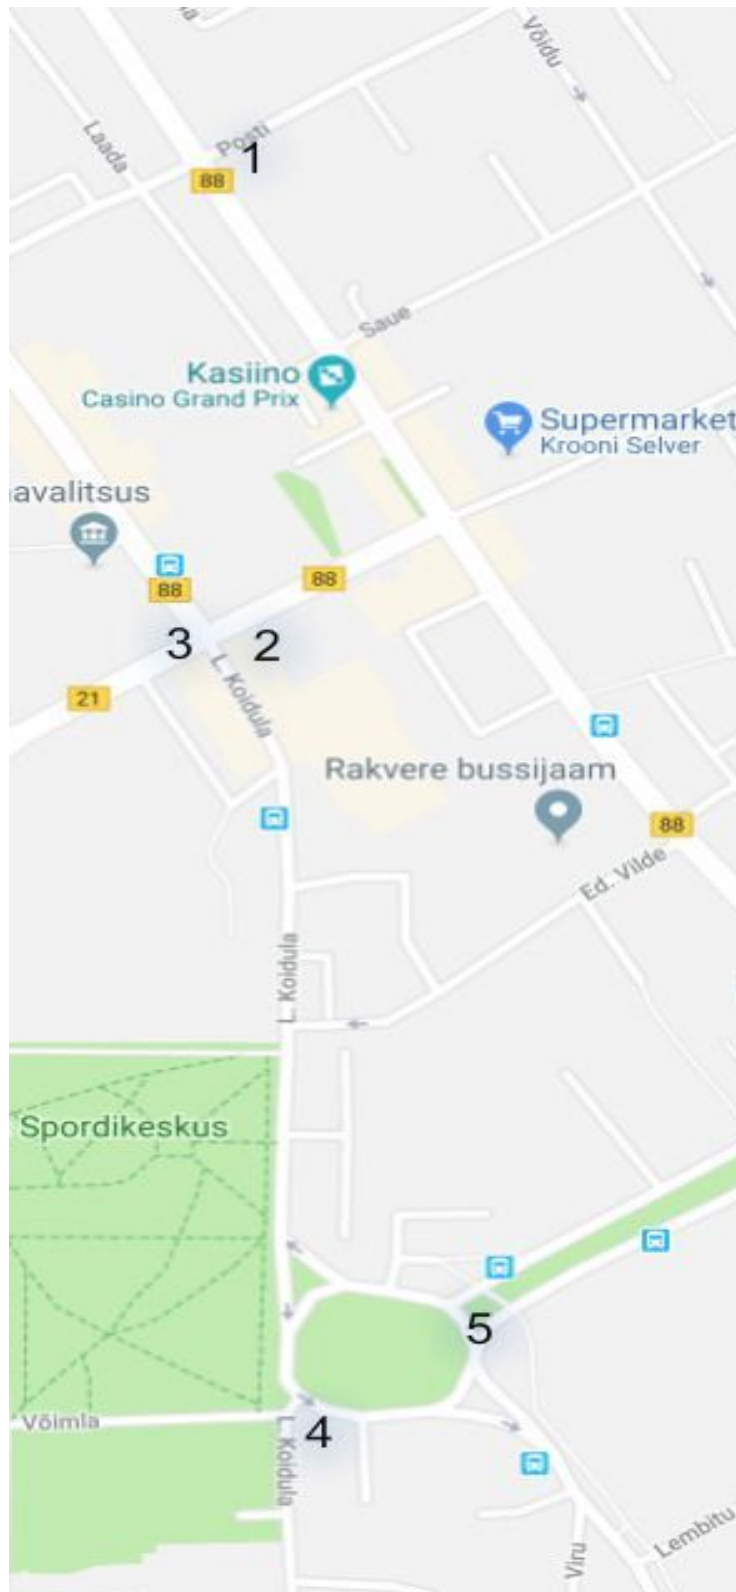 Võidu
Laada
Posti
1
88
Saue
Kasiino
Casino Grand Prix
Supermarket
Krooni Selver
avalitsus
88
88
3
2
21
L. Koidula
Rakvere bussijaam
88
Ed. Vilde
L. Koidula
Spordikeskus
5
Võimla
4
L. Koidula
Lembitu
Viru